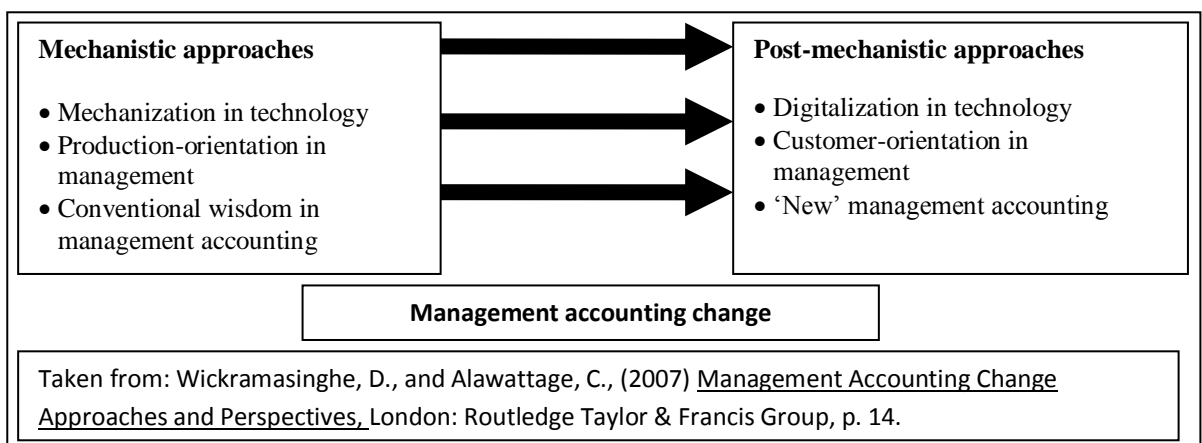 Mechanistic approaches
• Mechanization in technology
• Production-orientation in
management
• Conventional wisdom in
management accounting
Post-mechanistic approaches
• Digitalization in technology
• Customer-orientation in
management
• ‘New’ management accounting
Management accounting change
Taken from: Wickramasinghe, D., and Alawattage, C., (2007) Management Accounting Change
Approaches and Perspectives, London: Routledge Taylor & Francis Group, p. 14.